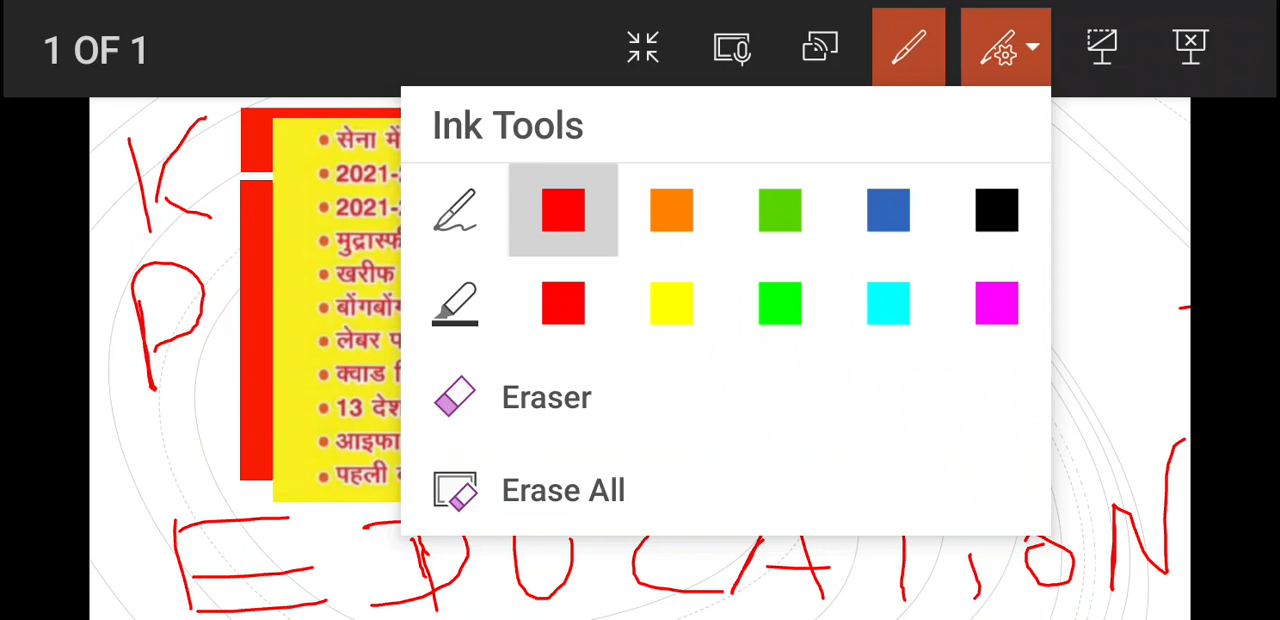 1 OF 1
Ink Tools
Eraser
Erase All
K
P
• सेना में
• 2021-
• 2021-
• मुद्रास्फी
• खरीफ
• बोंगबोंग
• लेबर
• क्वाड
• 13 देश
• आइफा
• पहली
EDUCATION